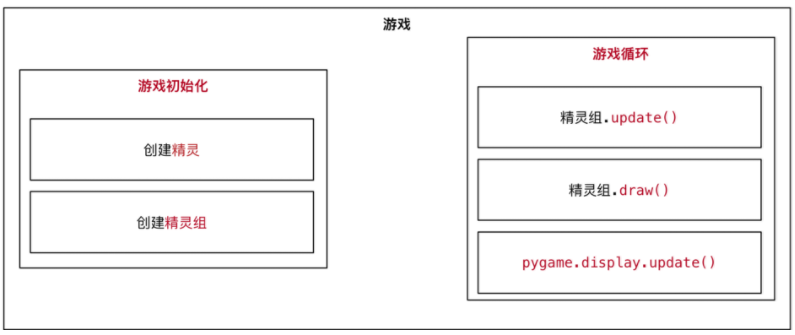 游戏
游戏初始化
创建精灵
创建精灵组
游戏循环
精灵组.update()
精灵组.draw()
pygame.display.update()